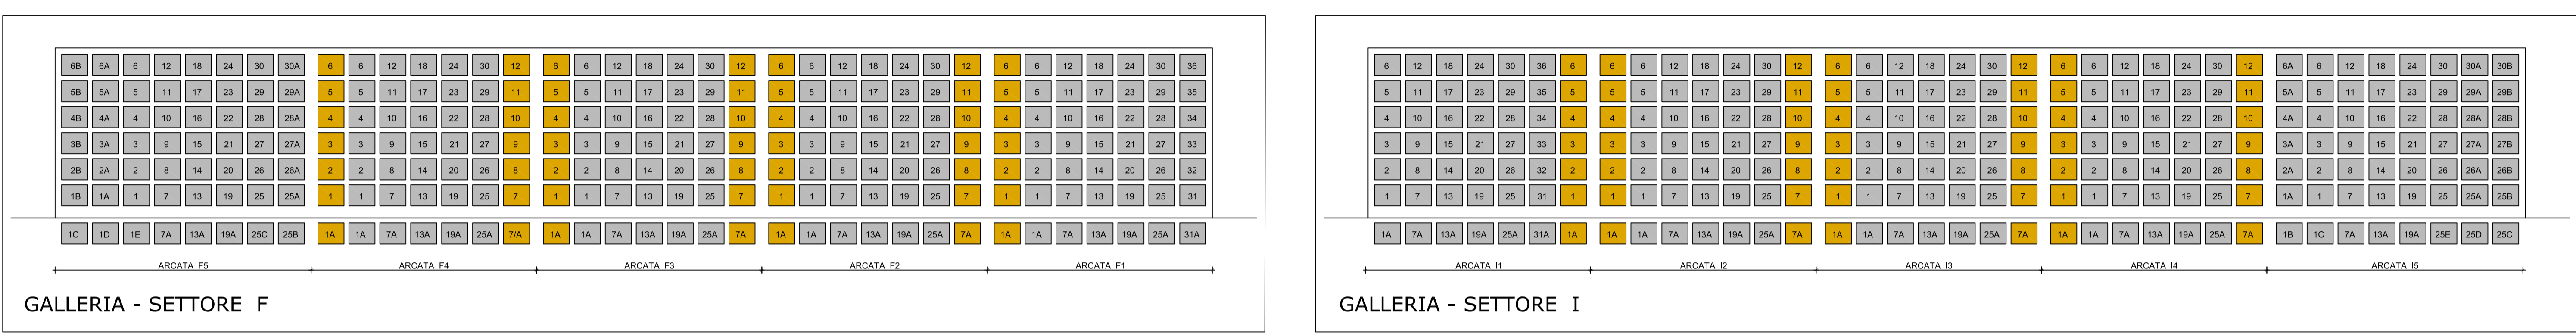 6B 6A 6 12 18 24 30 30A 6 6 12 18 24 30 12 6 6 12 18 24 30 12 6 6 12 18 24 30 12 6 6 12 18 24 30 36
5B 5A 5 11 17 23 29 29A 5 5 11 17 23 29 11 5 5 11 17 23 29 11 5 5 11 17 23 29 11 5 5 11 17 23 29 35
4B 4A 4 10 16 22 28 28A 4 4 10 16 22 28 10 4 4 10 16 22 28 10 4 4 10 16 22 28 10 4 4 10 16 22 28 34
3B 3A 3 9 15 21 27 27A 3 3 9 15 21 27 9 3 3 9 15 21 27 9 3 3 9 15 21 27 9 3 3 9 15 21 27 33
2B 2A 2 8 14 20 26 26A 2 2 8 14 20 26 8 2 2 8 14 20 26 8 2 2 8 14 20 26 8 2 2 8 14 20 26 32
1B 1A 1 7 13 19 25 25A 1 1 7 13 19 25 7 1 1 7 13 19 25 7 1 1 7 13 19 25 7 1 1 7 13 19 25 31
1C 1D 1E 7A 13A 19A 25C 25B 1A 1A 7A 13A 19A 25A 7/A 1A 1A 7A 13A 19A 25A 7A 1A 1A 7A 13A 19A 25A 7A 1A 1A 7A 13A 19A 25A 31A
ARCATA F5 ARCATA F4 ARCATA F3 ARCATA F2 ARCATA F1
GALLERIA - SETTORE F
6 12 18 24 30 36 6 6 6 12 18 24 30 12 6 6 12 18 24 30 12 6 6 12 18 24 30 12 6A 6 12 18 24 30 30A 30B
5 11 17 23 29 35 5 5 5 11 17 23 29 11 5 5 11 17 23 29 11 5 5 11 17 23 29 11 5A 5 11 17 23 29 29A 29B
4 10 16 22 28 34 4 4 4 10 16 22 28 10 4 4 10 16 22 28 10 4 4 10 16 22 28 10 4A 4 10 16 22 28 28A 28B
3 9 15 21 27 33 3 3 3 9 15 21 27 9 3 3 9 15 21 27 9 3 3 9 15 21 27 9 3A 3 9 15 21 27 27A 27B
2 8 14 20 26 32 2 2 2 8 14 20 26 8 2 2 8 14 20 26 8 2 2 8 14 20 26 8 2A 2 8 14 20 26 26A 26B
1 7 13 19 25 31 1 1 1 7 13 19 25 7 1 1 7 13 19 25 7 1 1 7 13 19 25 7 1A 1 7 13 19 25 25A 25B
1A 7A 13A 19A 25A 31A 1A 1A 1A 7A 13A 19A 25A 7A 1A 1A 7A 13A 19A 25A 7A 1A 1A 7A 13A 19A 25A 7A 1B 1C 7A 13A 19A 25E 25D 25C
ARCATA I1 ARCATA I2 ARCATA I3 ARCATA I4 ARCATA I5
GALLERIA - SETTORE I